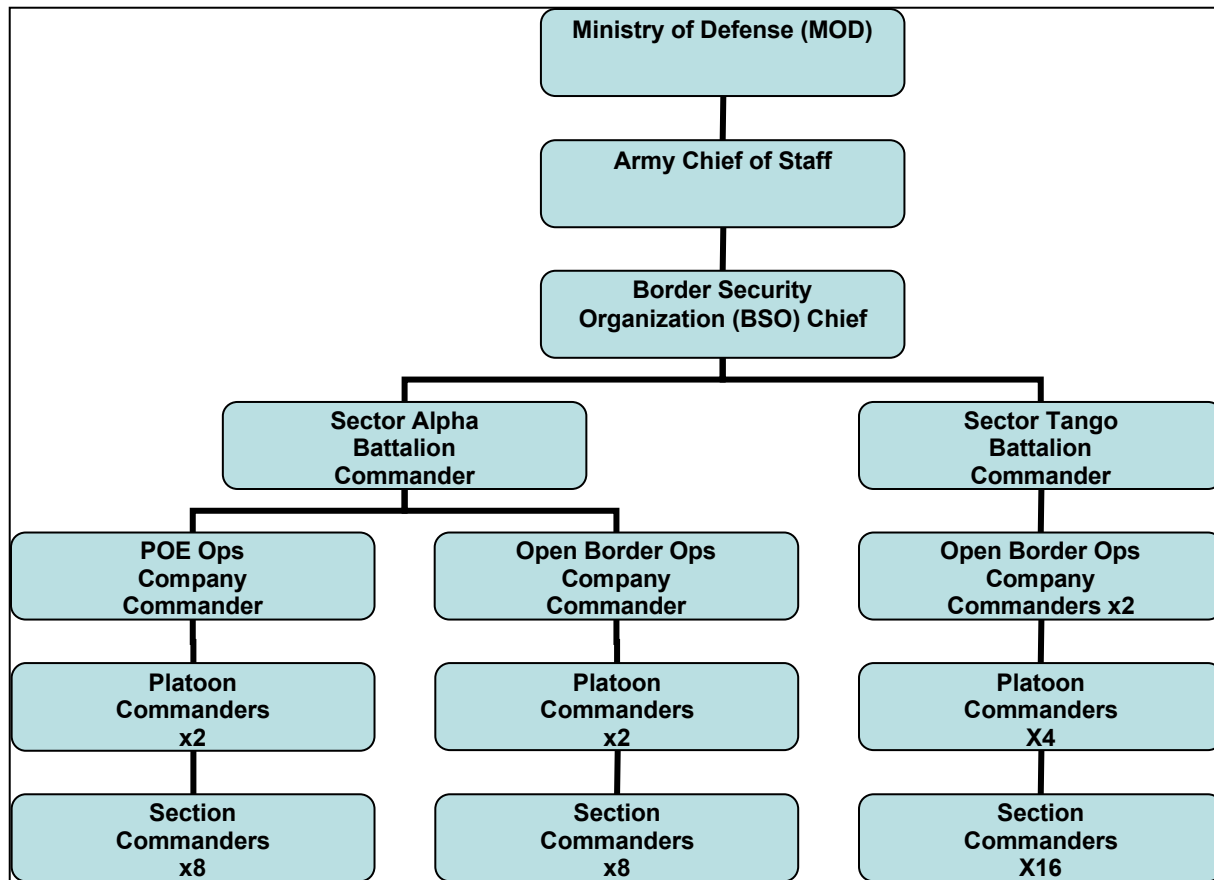 Ministry of Defense (MOD)
Army Chief of Staff
Border Security
Organization (BSO) Chief
Sector Alpha
Battalion
Commander
Sector Tango
Battalion
Commander
POE Ops
Company
Commander
Open Border Ops
Company
Commander
Open Border Ops
Company
Commanders x2
Platoon
Commanders
x2
Platoon
Commanders
x2
Platoon
Commanders
X4
Section
Commanders
x8
Section
Commanders
x8
Section
Commanders
X16